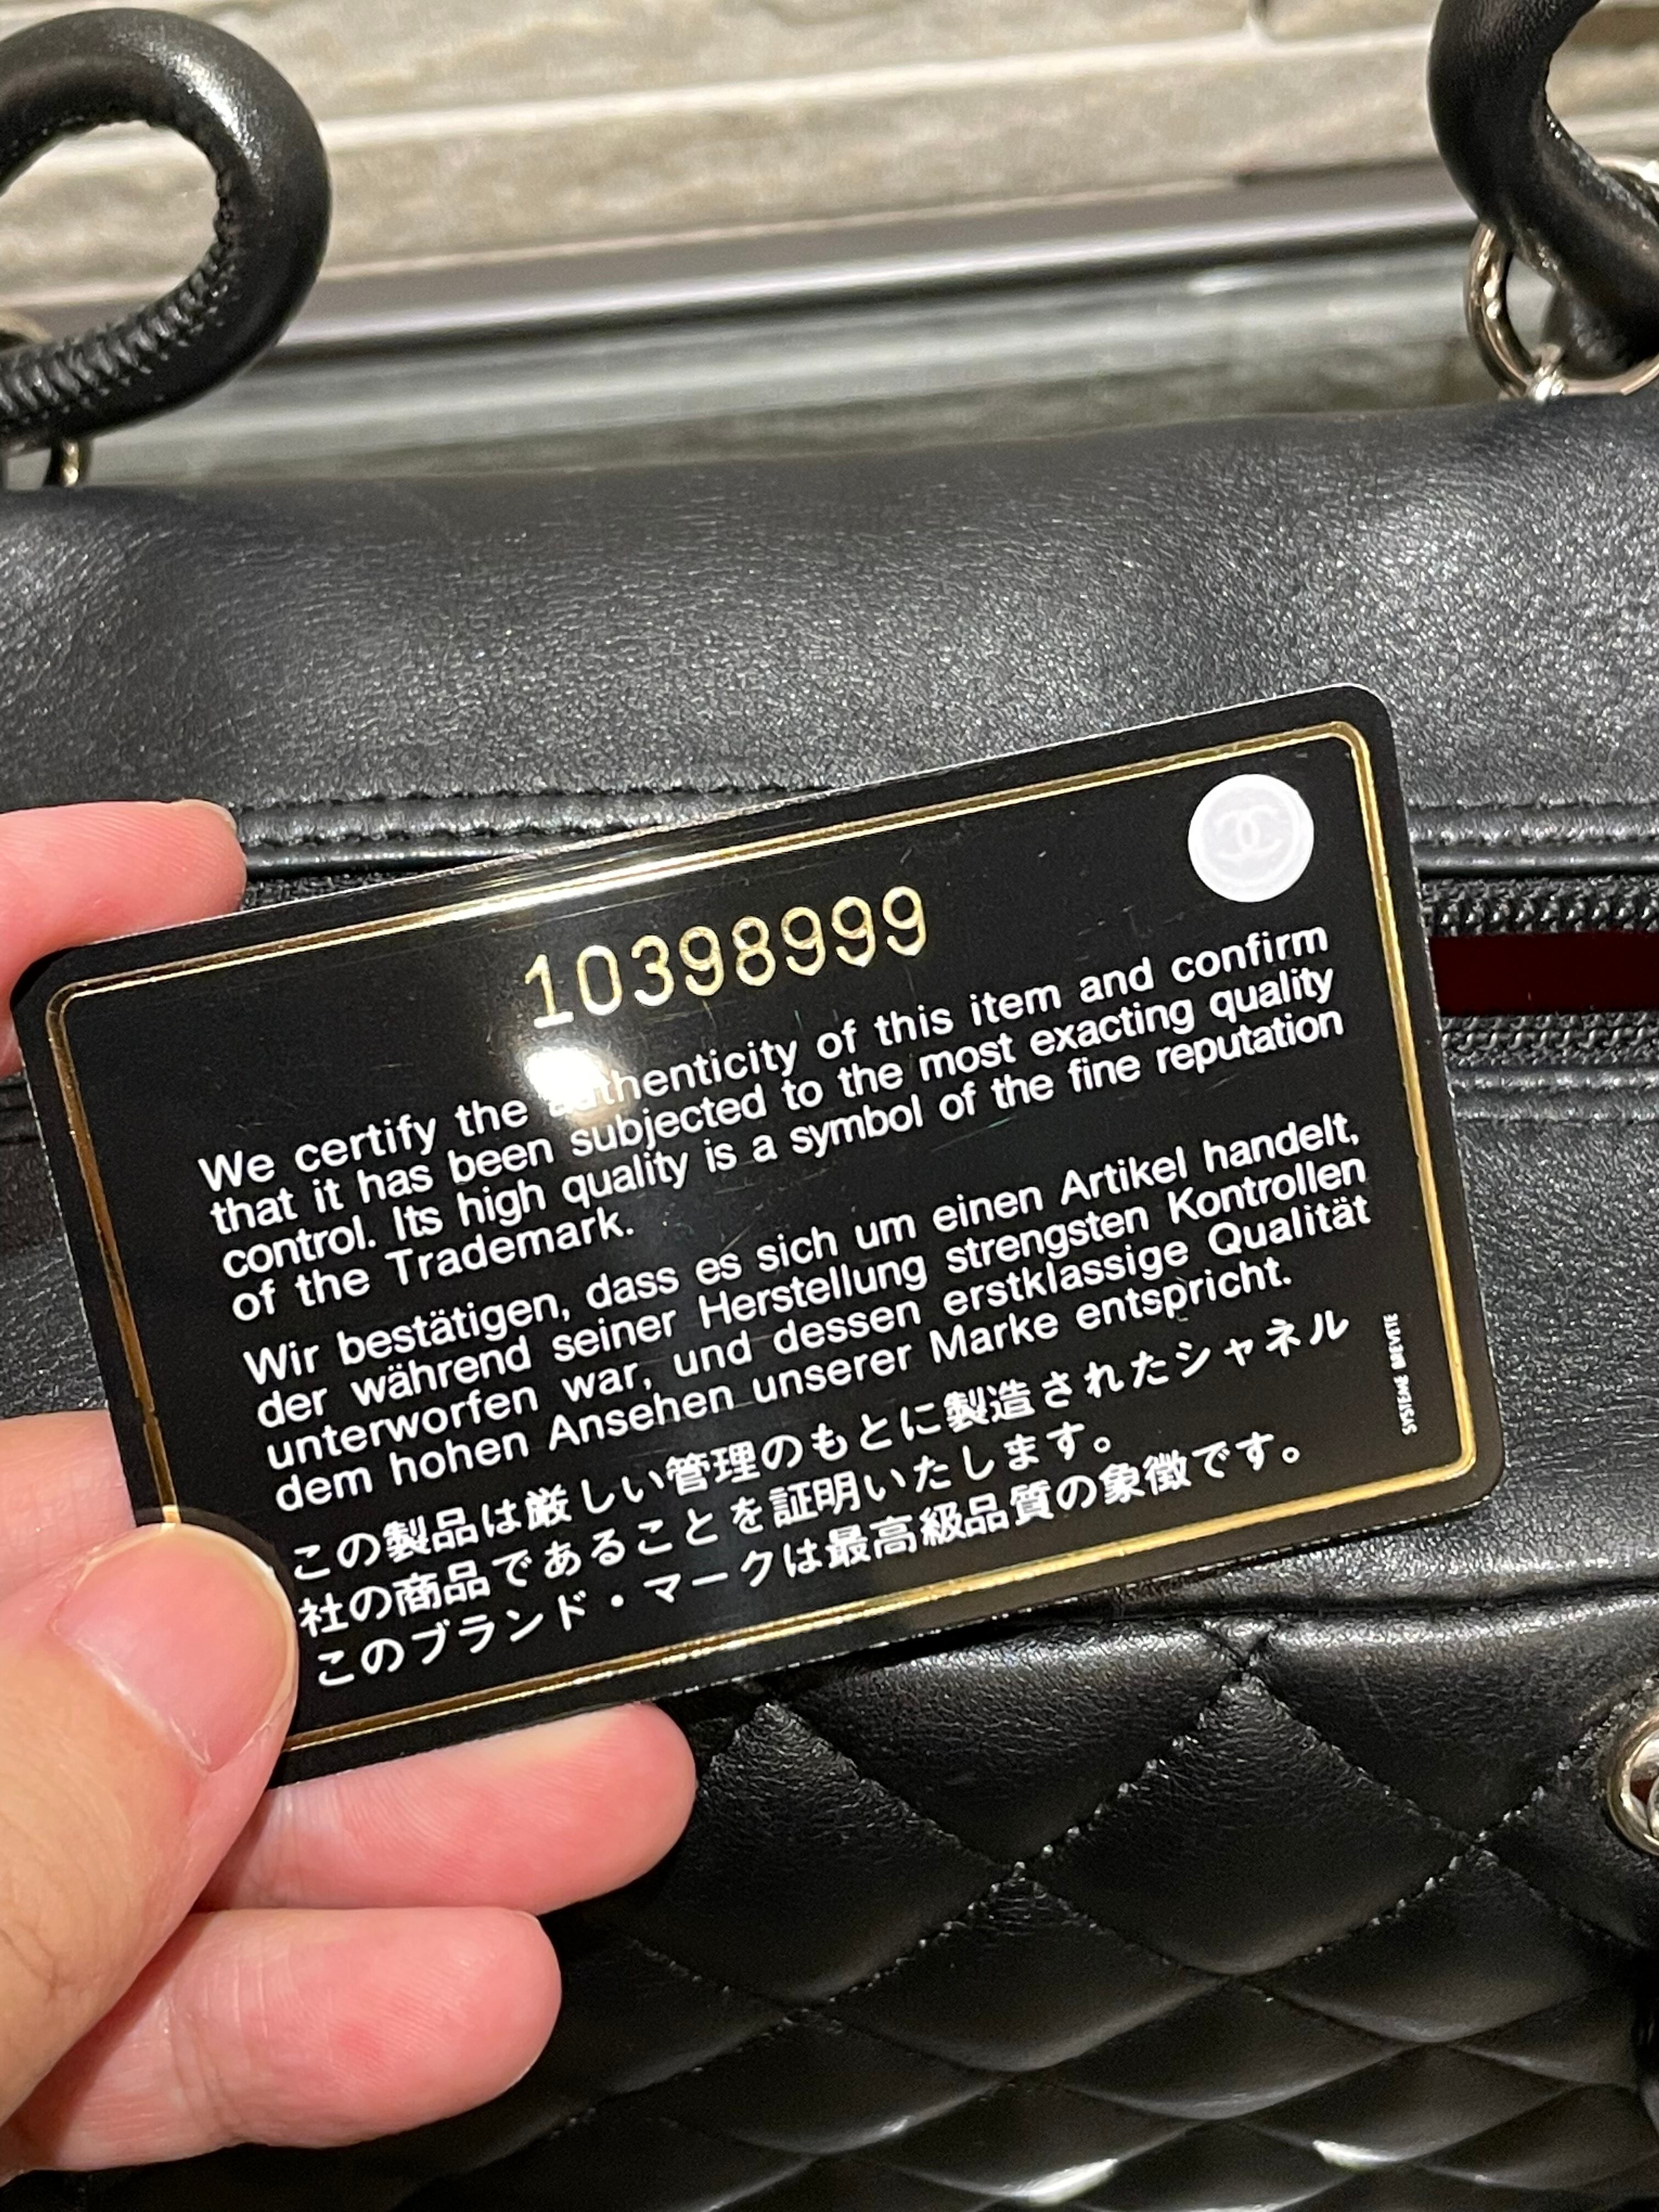 10398999
We certify the authenticity of this item and confirm
that it has been subjected to the most exacting quality
control. Its high quality is a symbol of the fine reputation
of the Trademark.
Wir bestätigen, dass es sich um einen Artikel handelt,
der während seiner Herstellung strengsten Kontrollen
unterworfen war, und dessen erstklassige Qualität
dem hohen Ansehen unserer Marke entspricht.
この製品は厳しい管理のもとに製造されたシャネル
社の商品であることを証明いたします。
このブランド・マークは最高級品質の象徴です。
SYSTEME BREVETE